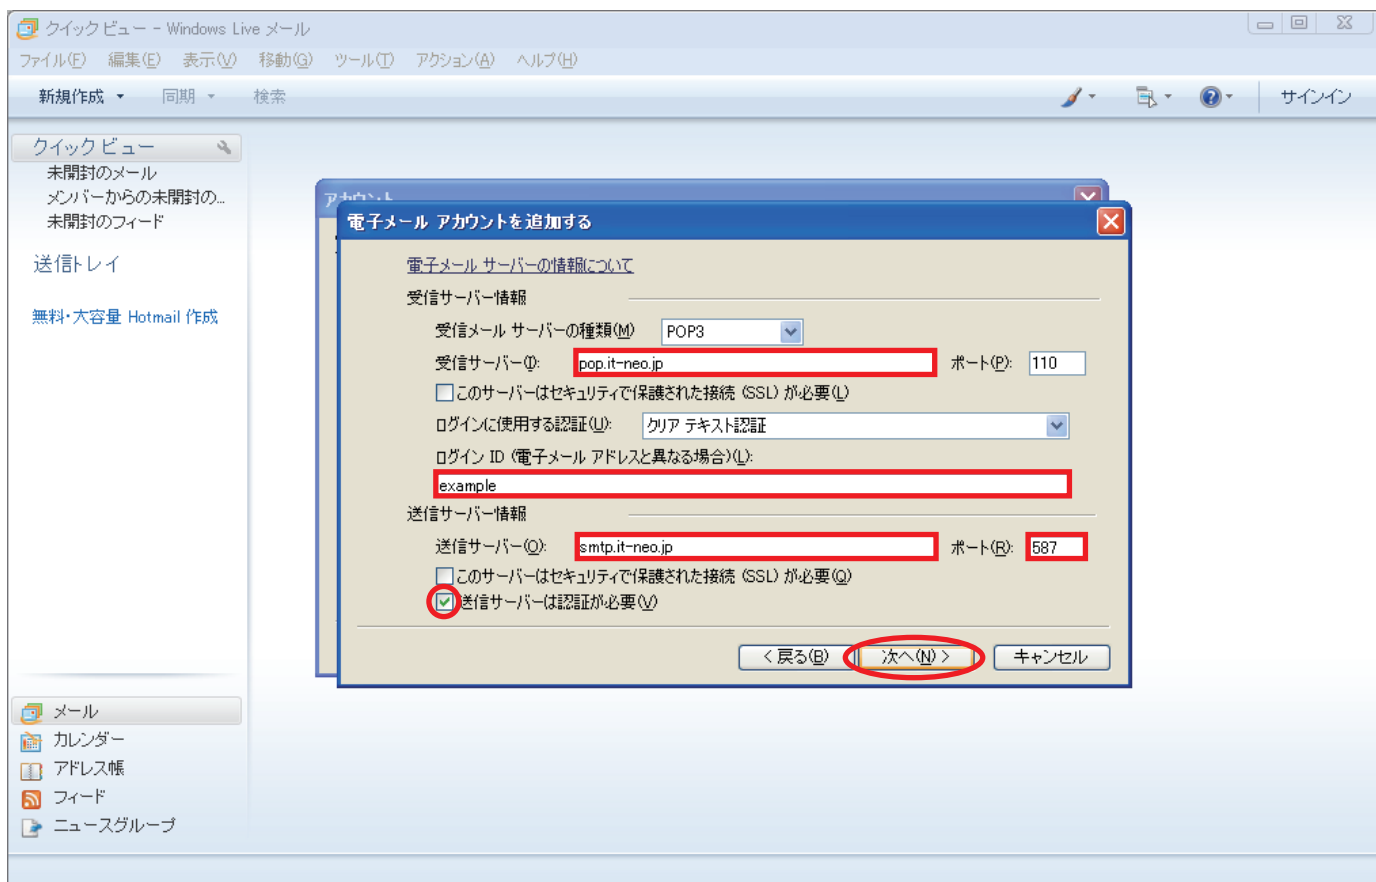 クイック ビュー - Windows Live メール
ファイル(F) 編集(E) 表示(V) 移動(G) ツール(T) アクション(A) ヘルプ(H)
新規作成 同期 検索 サインイン
クイック ビュー
未開封のメール
メンバーからの未開封の...
未開封のフィード
送信トレイ
無料・大容量 Hotmail 作成
アカウント
電子メール アカウントを追加する
電子メール サーバーの情報について
受信サーバー情報
受信メール サーバーの種類(M) POP3
受信サーバー(I): pop.it-neo.jp ポート(P): 110
このサーバーはセキュリティで保護された接続 (SSL) が必要(L)
ログインに使用する認証(U): クリア テキスト認証
ログイン ID (電子メール アドレスと異なる場合)(L):
example
送信サーバー情報
送信サーバー(O): smtp.it-neo.jp ポート(R): 587
このサーバーはセキュリティで保護された接続 (SSL) が必要(Q)
送信サーバーは認証が必要(V)
< 戻る(B) 次へ(N) > キャンセル
メール
カレンダー
アドレス帳
フィード
ニュースグループ